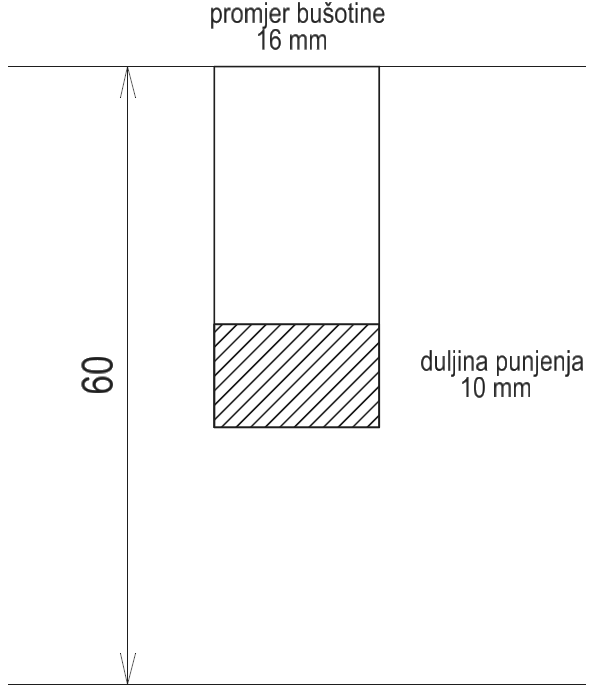 promjer bušotine
16 mm
60
duljina punjenja
10 mm